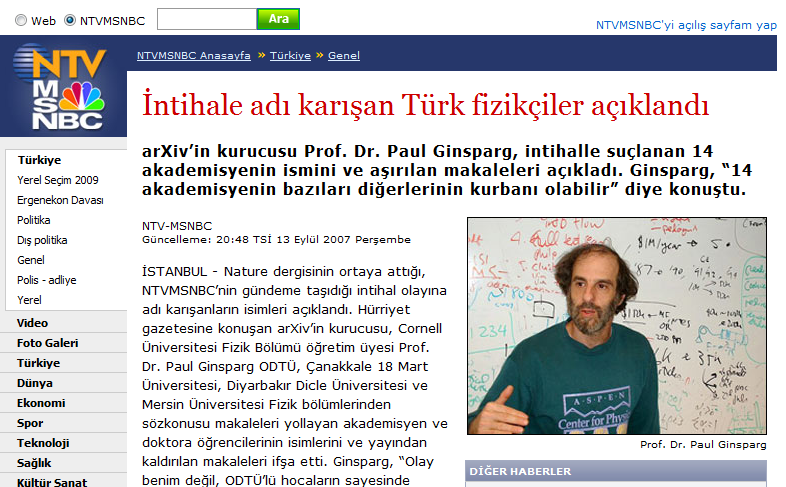 Web NTVMSNBC Ara
NTVMSNBC'yi açılış sayfam yap
NTV
MSNBC
NTVMSNBC Anasayfa » Türkiye » Genel
İntihale adı karışan Türk fizikçiler açıklandı
arXiv’in kurucusu Prof. Dr. Paul Ginsparg, intihalle suçlanan 14
akademisyenin ismini ve aşırılan makaleleri açıkladı. Ginsparg, “14
akademisyenin bazıları diğerlerinin kurbanı olabilir” diye konuştu.
Türkiye
Yerel Seçim 2009
Ergenekon Davası
Politika
Dış politika
Genel
Polis - adliye
Yerel
Video
Foto Galeri
Türkiye
Dünya
Ekonomi
Spor
Teknoloji
Sağlık
Kültür Sanat
NTV-MSNBC
Güncelleme: 20:48 TSİ 13 Eylül 2007 Perşembe
İSTANBUL - Nature dergisinin ortaya attığı,
NTVMSNBC’nin gündeme taşıdığı intihal olayına
adı karışanların isimleri açıklandı. Hürriyet
gazetesine konuşan arXiv’in kurucusu, Cornell
Üniversitesi Fizik Bölümü öğretim üyesi Prof.
Dr. Paul Ginsparg ODTÜ, Çanakkale 18 Mart
Üniversitesi, Diyarbakır Dicle Üniversitesi ve
Mersin Üniversitesi Fizik bölümlerinden
sözkonusu makaleleri yollayan akademisyen ve
doktora öğrencilerinin isimlerini ve yayından
kaldırılan makaleleri ifşa etti. Ginsparg, “Olay
benim değil, ODTÜ’lü hocaların sayesinde
$1M/year
1234
ASPEN
Center for Physi
Prof. Dr. Paul Ginsparg
DİĞER HABERLER